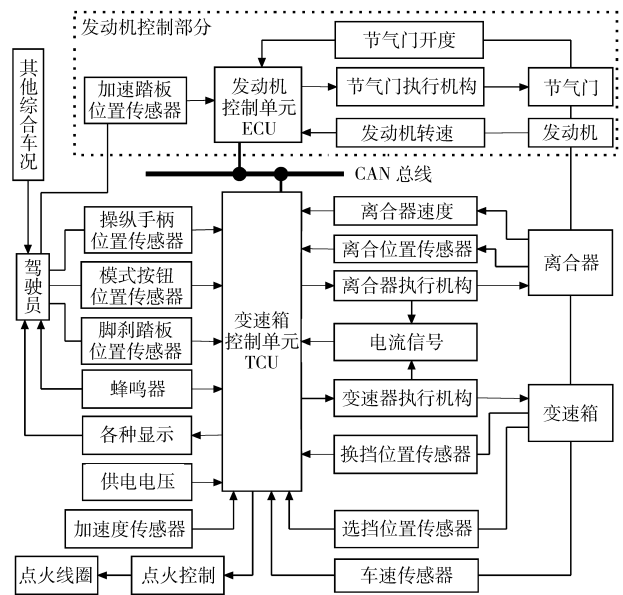 发动机控制部分
其他综合车况
加速踏板
位置传感器
发动机
控制单元
ECU
节气门开度
节气门执行机构
节气门
发动机转速
发动机
CAN 总线
驾驶员
操纵手柄
位置传感器
模式按钮
位置传感器
脚刹踏板
位置传感器
蜂鸣器
各种显示
供电电压
加速度传感器
点火线圈
点火控制
变速箱
控制单元
TCU
离合器速度
离合位置传感器
离合器执行机构
电流信号
变速器执行机构
换挡位置传感器
选挡位置传感器
车速传感器
离合器
变速箱